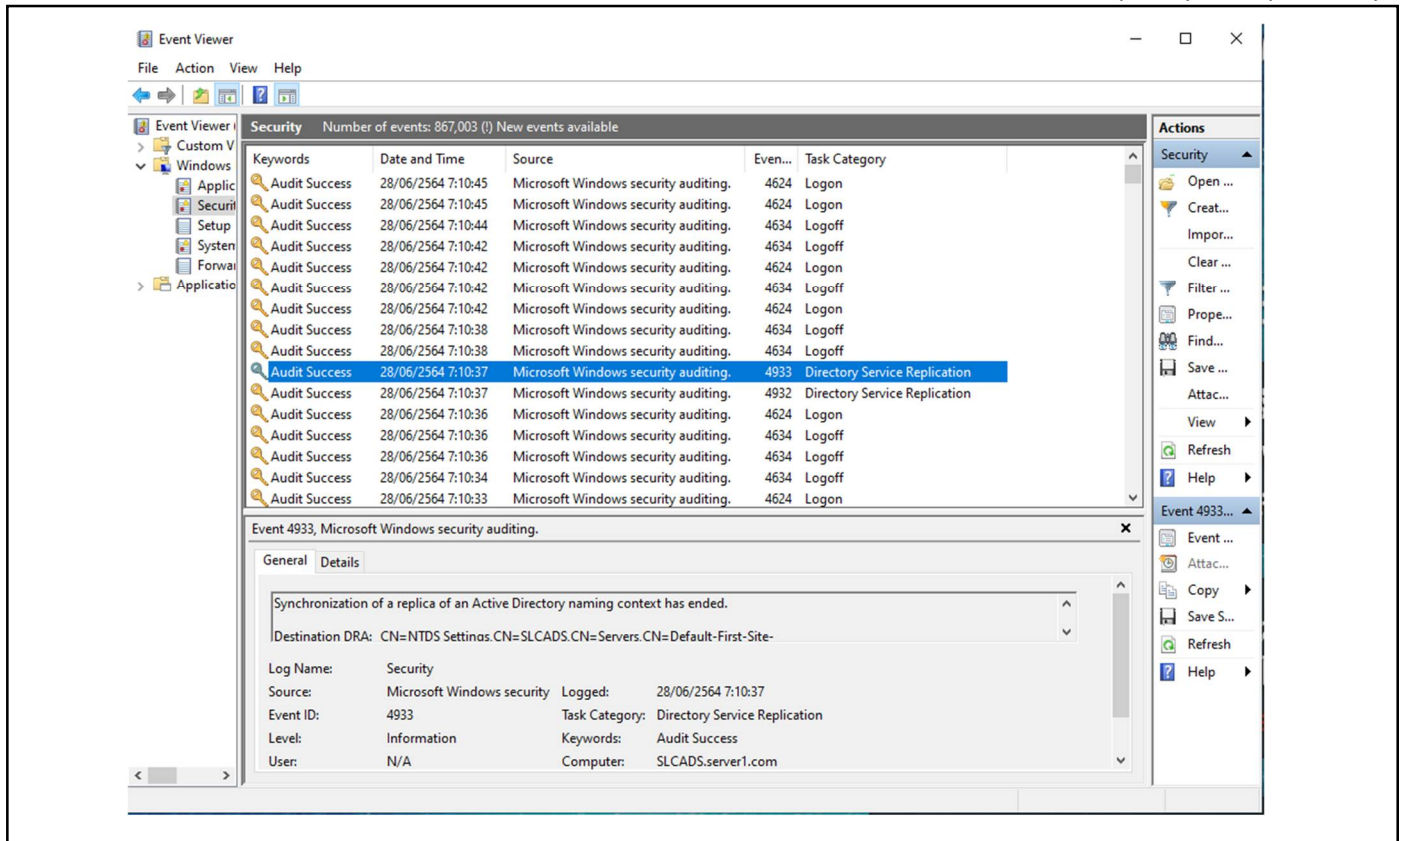 Event Viewer
File Action View Help
Event Viewer (
Custom V
Windows
Applic
Securit
Setup
System
Forwar
Applicatio
Security Number of events: 867,003 (!) New events available
Keywords Date and Time Source Even... Task Category
Audit Success 28/06/2564 7:10:45 Microsoft Windows security auditing. 4624 Logon
Audit Success 28/06/2564 7:10:45 Microsoft Windows security auditing. 4624 Logon
Audit Success 28/06/2564 7:10:44 Microsoft Windows security auditing. 4634 Logoff
Audit Success 28/06/2564 7:10:42 Microsoft Windows security auditing. 4634 Logoff
Audit Success 28/06/2564 7:10:42 Microsoft Windows security auditing. 4624 Logon
Audit Success 28/06/2564 7:10:42 Microsoft Windows security auditing. 4634 Logoff
Audit Success 28/06/2564 7:10:42 Microsoft Windows security auditing. 4624 Logon
Audit Success 28/06/2564 7:10:38 Microsoft Windows security auditing. 4634 Logoff
Audit Success 28/06/2564 7:10:38 Microsoft Windows security auditing. 4634 Logoff
Audit Success 28/06/2564 7:10:37 Microsoft Windows security auditing. 4933 Directory Service Replication
Audit Success 28/06/2564 7:10:37 Microsoft Windows security auditing. 4932 Directory Service Replication
Audit Success 28/06/2564 7:10:36 Microsoft Windows security auditing. 4624 Logon
Audit Success 28/06/2564 7:10:36 Microsoft Windows security auditing. 4634 Logoff
Audit Success 28/06/2564 7:10:36 Microsoft Windows security auditing. 4634 Logoff
Audit Success 28/06/2564 7:10:34 Microsoft Windows security auditing. 4634 Logoff
Audit Success 28/06/2564 7:10:33 Microsoft Windows security auditing. 4624 Logon
Event 4933, Microsoft Windows security auditing.
General Details
Synchronization of a replica of an Active Directory naming context has ended.
Destination DRA: CN=NTDS Settings,CN=SLCADS,CN=Servers,CN=Default-First-Site-
Log Name: Security
Source: Microsoft Windows security Logged: 28/06/2564 7:10:37
Event ID: 4933 Task Category: Directory Service Replication
Level: Information Keywords: Audit Success
User: N/A Computer: SLCADS.server1.com
Actions
Security
Open ...
Creat...
Impor...
Clear ...
Filter ...
Prope...
Find...
Save ...
Attac...
View
Refresh
Help
Event 4933...
Event ...
Attac...
Copy
Save S...
Refresh
Help